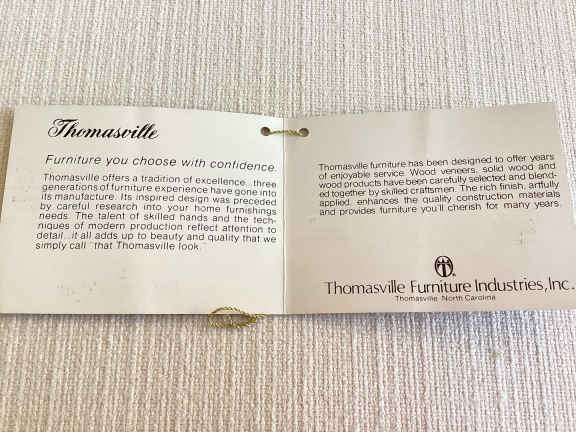 Thomasville
Furniture you choose with confidence.
Thomasville offers a tradition of excellence...three
generations of furniture experience have gone into
its manufacture. Its inspired design was preceded
by careful research into your home furnishings
needs. The talent of skilled hands and the tech-
niques of modern production reflect attention to
detail...it all adds up to beauty and quality that we
simply call "that Thomasville look."
Thomasville furniture has been designed to offer years
of enjoyable service. Wood veneers, solid wood and
wood products have been carefully selected and blend-
ed together by skilled craftsmen. The rich finish, artfully
applied, enhances the quality construction materials
and provides furniture you'll cherish for many years.
Thomasville Furniture Industries, Inc.
Thomasville North Carolina